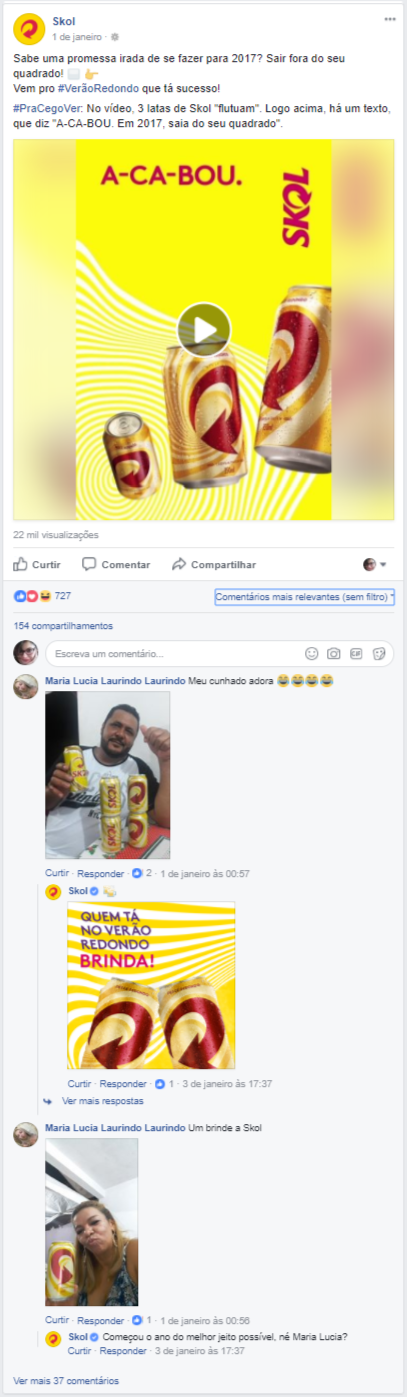 Skol
1 de janeiro ·
Sabe uma promessa irada de se fazer para 2017? Sair fora do seu
quadrado!
Vem pro #VerãoRedondo que tá sucesso!
#PraCegoVer: No vídeo, 3 latas de Skol "flutuam". Logo acima, há um texto,
que diz "A-CA-BOU. Em 2017, saia do seu quadrado".
A-CA-BOU.
SKOL
22 mil visualizações
Curtir Comentar Compartilhar
727 Comentários mais relevantes (sem filtro)
154 compartilhamentos
Escreva um comentário...
Maria Lucia Laurindo Laurindo Meu cunhado adora
SKOL
SKOL
SKOL
Curtir · Responder · 2 · 1 de janeiro às 00:57
Skol
QUEM TÁ
NO VERÃO
REDONDO
BRINDA!
Curtir · Responder · 1 · 3 de janeiro às 17:37
Ver mais respostas
Maria Lucia Laurindo Laurindo Um brinde a Skol
Curtir · Responder · 1 · 1 de janeiro às 00:56
Skol Começou o ano do melhor jeito possível, né Maria Lucia?
Curtir · Responder · 3 de janeiro às 17:37
Ver mais 37 comentários